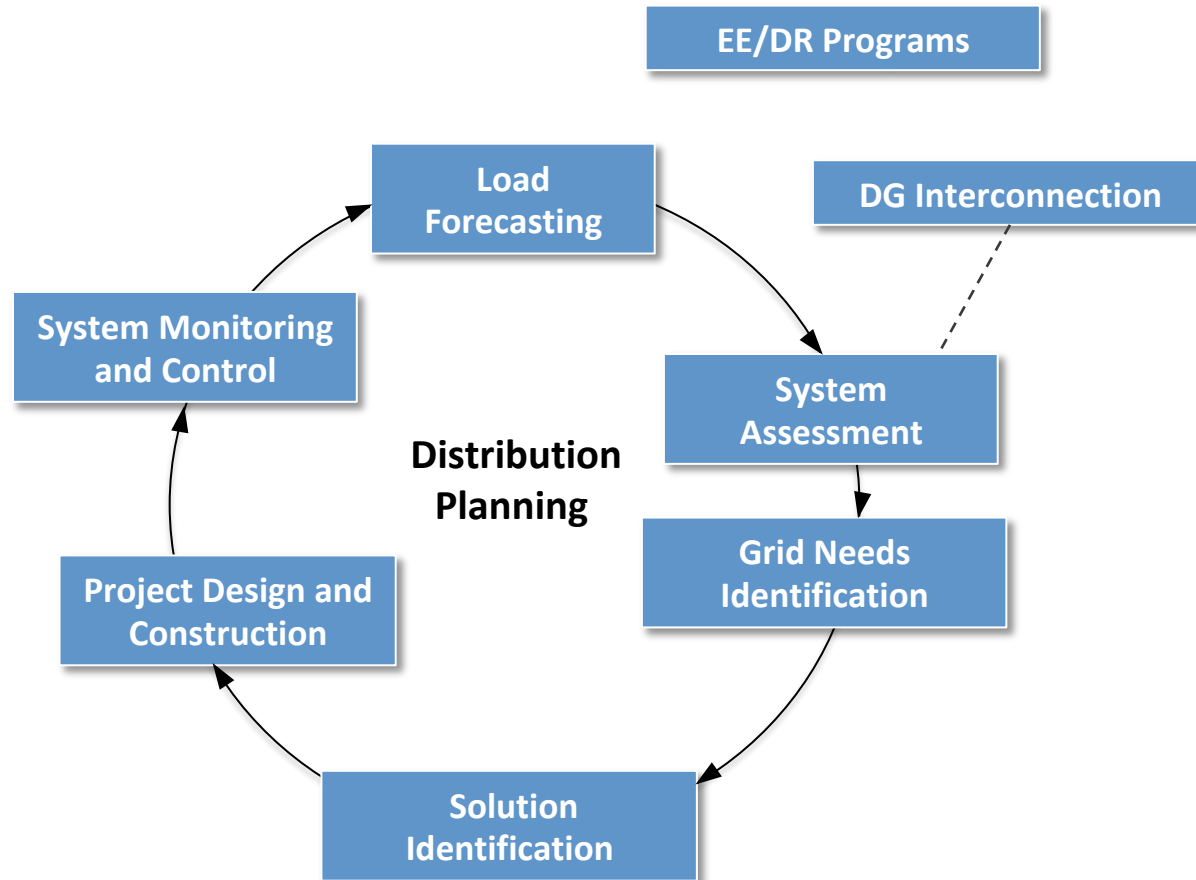 EE/DR Programs
Load
Forecasting
DG Interconnection
System Monitoring
and Control
System
Assessment
Distribution
Planning
Grid Needs
Identification
Project Design and
Construction
Solution
Identification